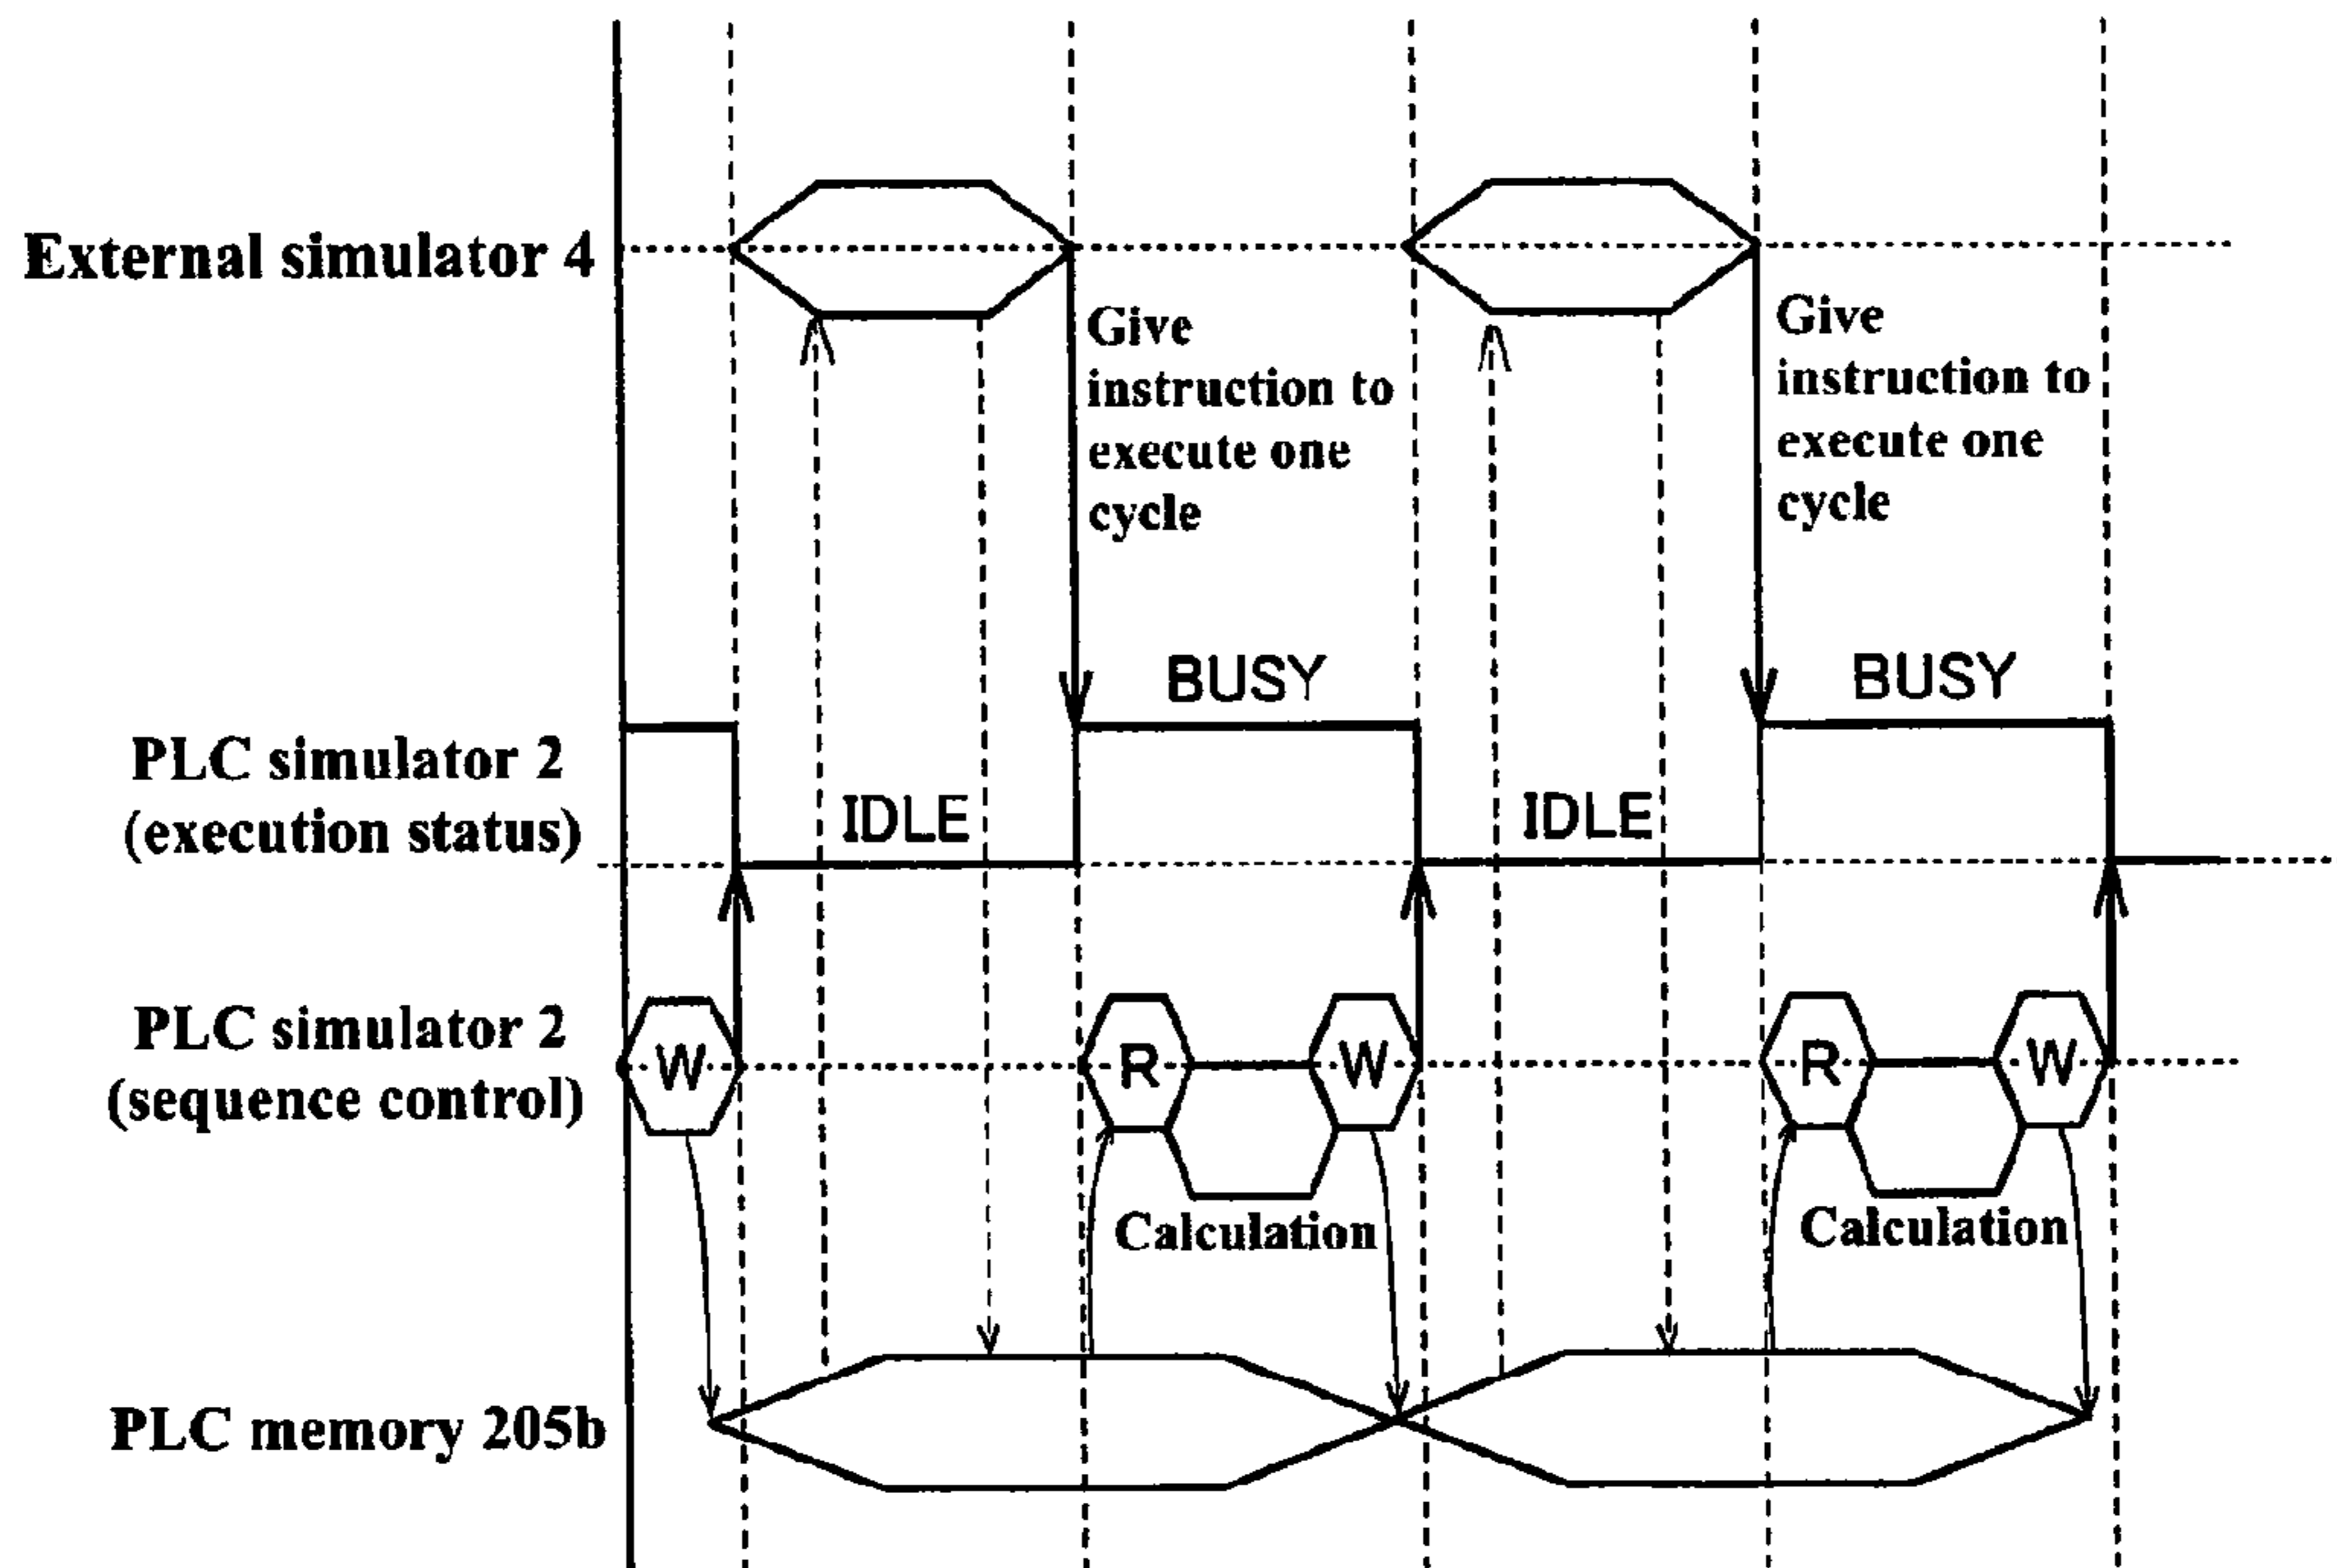 External simulator 4
Give
instruction to
execute one
cycle
Give
instruction to
execute one
cycle
BUSY
BUSY
PLC simulator 2
(execution status)
IDLE
IDLE
PLC simulator 2
(sequence control)
W
R
W
R
W
Calculation
Calculation
PLC memory 205b